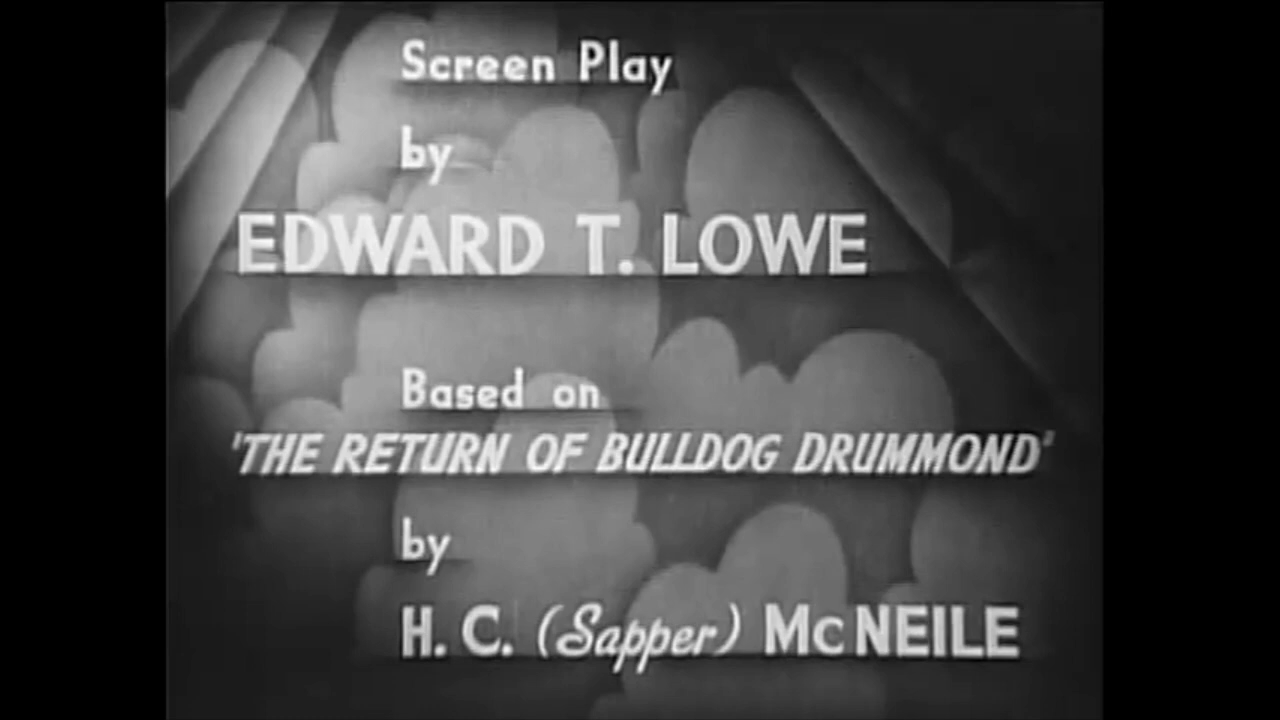 Screen Play
by
EDWARD T. LOWE
Based on
'THE RETURN OF BULLDOG DRUMMOND'
by
H. C. (Sapper) McNEILE